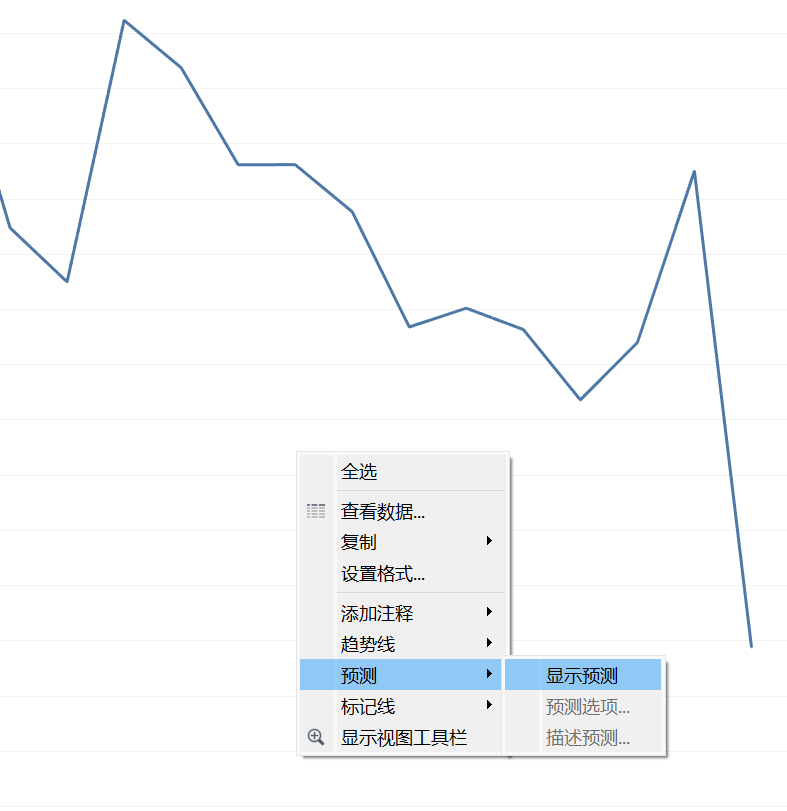 全选
查看数据...
复制
设置格式...
添加注释
趋势线
预测
显示预测
预测选项...
描述预测...
标记线
显示视图工具栏